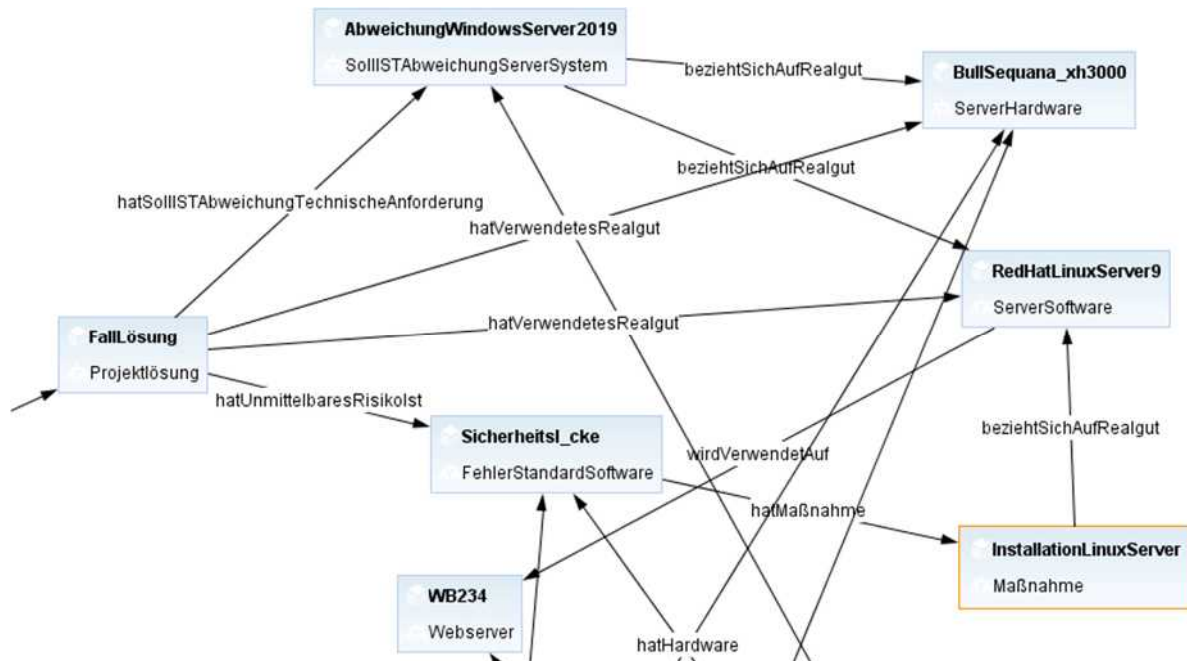 AbweichungWindowsServer2019
SollISTAbweichungServerSystem
beziehtSichAufRealgut
BullSequana_xh3000
ServerHardware
beziehtSichAufRealgut
hatSollISTAbweichungTechnischeAnforderung
hatVerwendetesRealgut
RedHatLinuxServer9
ServerSoftware
hatVerwendetesRealgut
FallLösung
Projektlösung
hatUnmittelbaresRisikoIst
beziehtSichAufRealgut
Sicherheitsl_cke
FehlerStandardSoftware
wirdVerwendetAuf
hatMaßnahme
InstallationLinuxServer
Maßnahme
WB234
Webserver
hatHardware